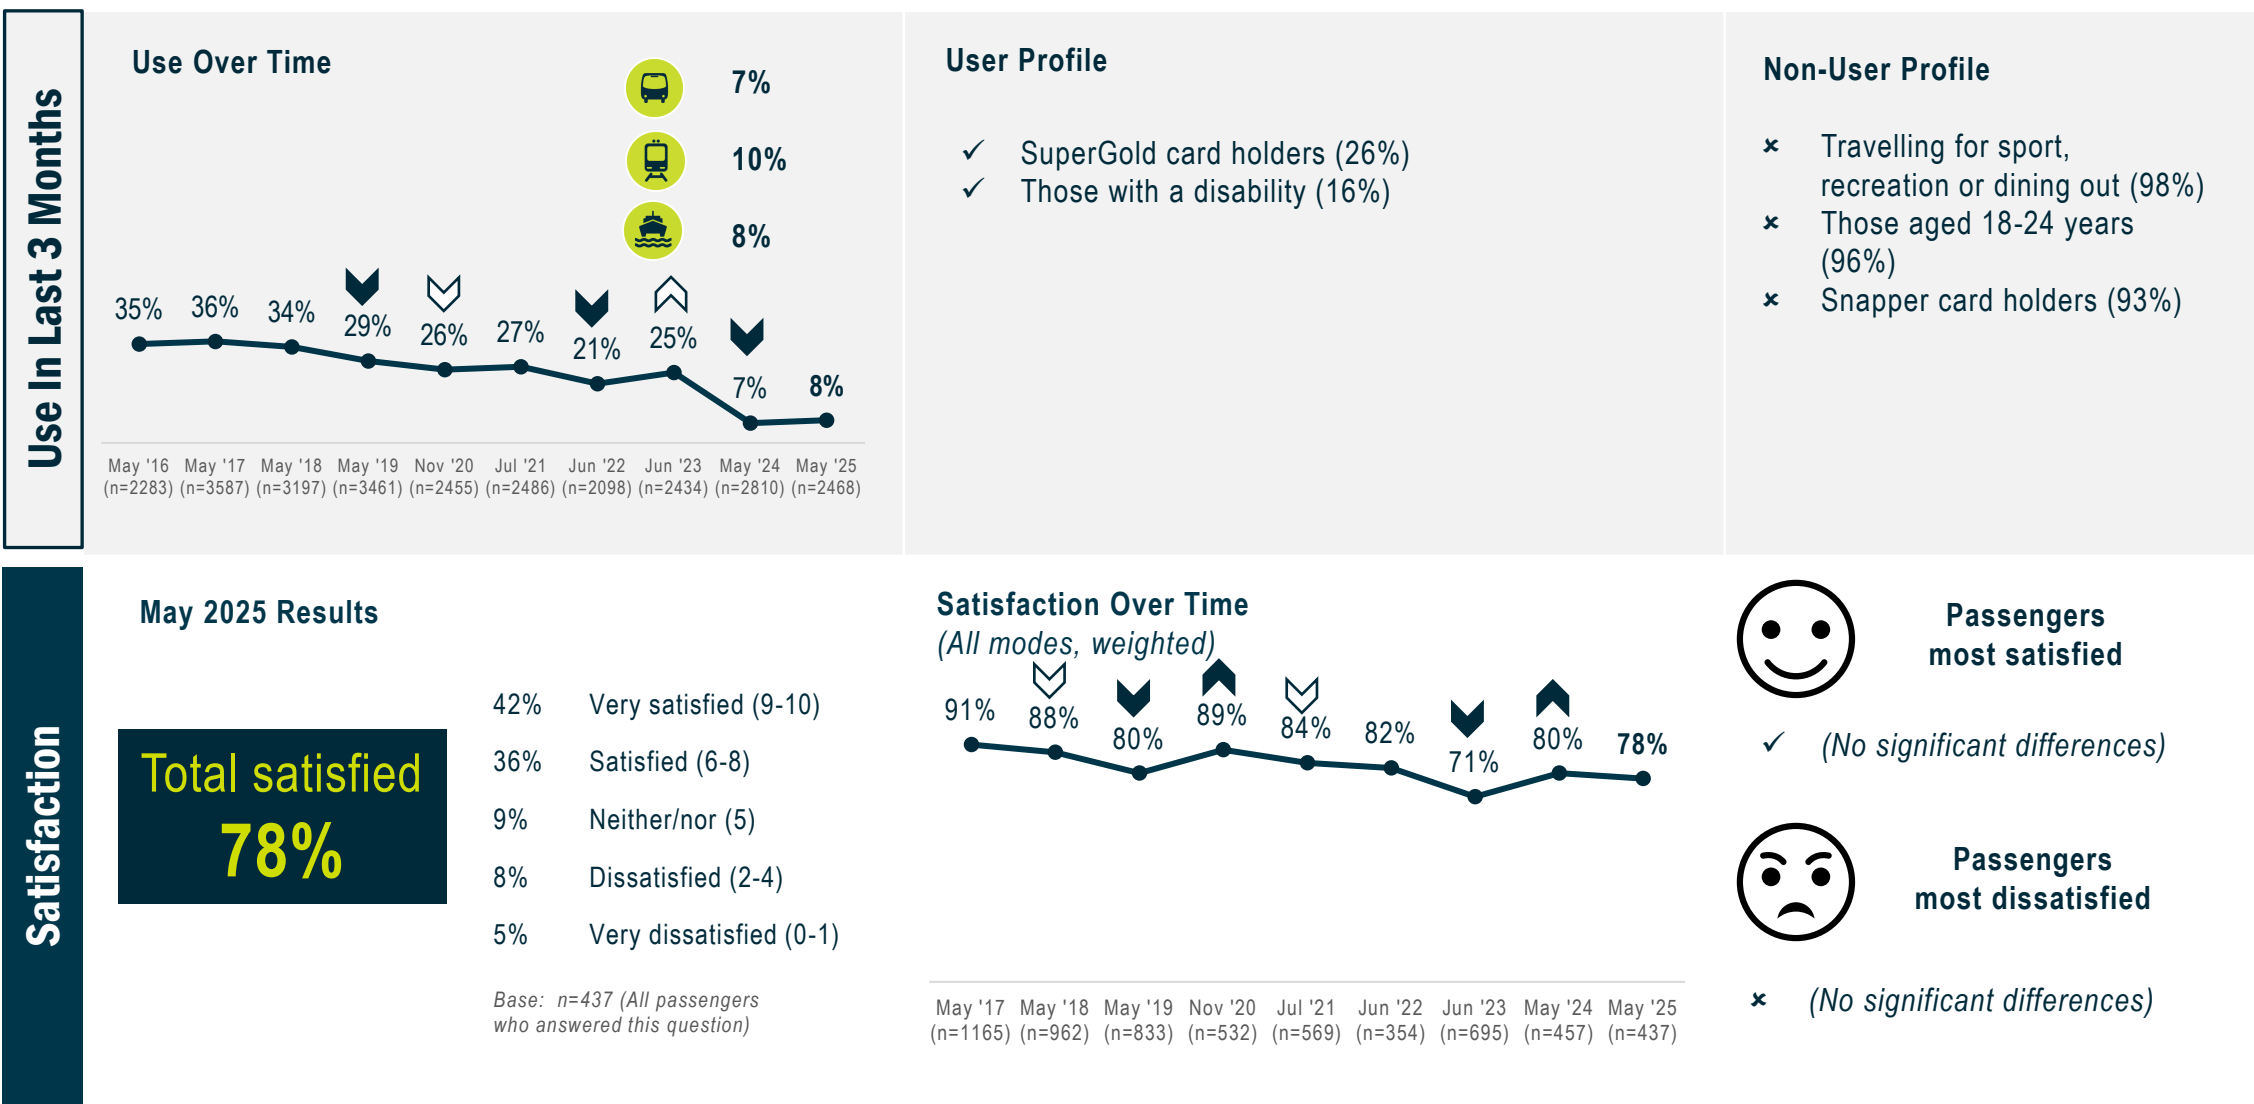 Use In Last 3 Months
Use Over Time
7%
10%
8%
35%
36%
34%
29%
26%
27%
21%
25%
7%
8%
May '16 May '17 May '18 May '19 Nov '20 Jul '21 Jun '22 Jun '23 May '24 May '25
(n=2283) (n=3587) (n=3197) (n=3461) (n=2455) (n=2486) (n=2098) (n=2434) (n=2810) (n=2468)
User Profile
✓ SuperGold card holders (26%)
✓ Those with a disability (16%)
Non-User Profile
× Travelling for sport,
recreation or dining out (98%)
× Those aged 18-24 years
(96%)
× Snapper card holders (93%)
Satisfaction
May 2025 Results
Total satisfied
78%
42% Very satisfied (9-10)
36% Satisfied (6-8)
9% Neither/nor (5)
8% Dissatisfied (2-4)
5% Very dissatisfied (0-1)
Base: n=437 (All passengers
who answered this question)
Satisfaction Over Time
(All modes, weighted)
91%
88%
80%
89%
84%
82%
71%
80%
78%
May '17 May '18 May '19 Nov '20 Jul '21 Jun '22 Jun '23 May '24 May '25
(n=1165) (n=962) (n=833) (n=532) (n=569) (n=354) (n=695) (n=457) (n=437)
Passengers
most satisfied
✓ (No significant differences)
Passengers
most dissatisfied
× (No significant differences)